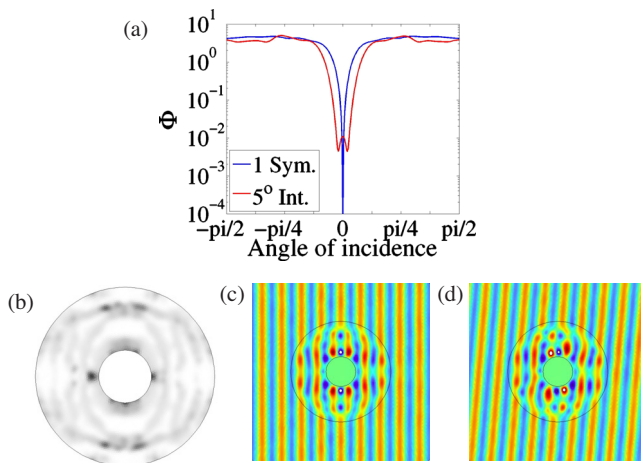 (a)
10^1
10^0
10^-1
10^-2
10^-3
10^-4
Φ
1 Sym.
5° Int.
-pi/2 -pi/4 0 pi/4 pi/2
Angle of incidence
(b) (c) (d)